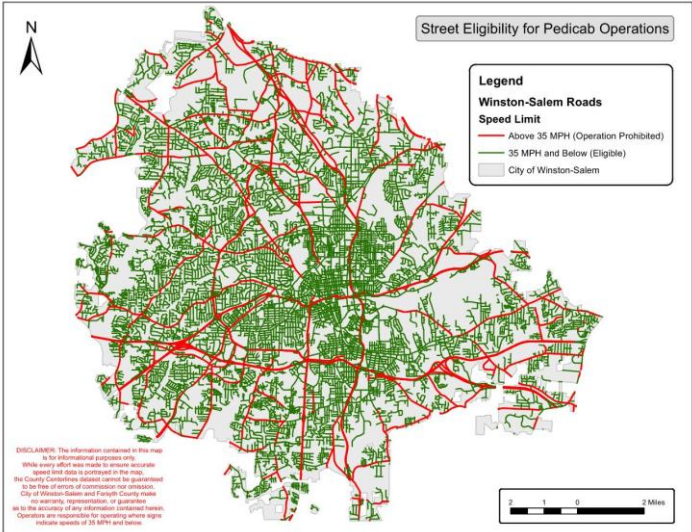 N
Street Eligibility for Pedicab Operations
Legend
Winston-Salem Roads
Speed Limit
Above 35 MPH (Operation Prohibited)
35 MPH and Below (Eligible)
City of Winston-Salem
DISCLAIMER: The information contained in this map
is for informational purposes only.
While every effort was made to ensure accurate
speed limit data is portrayed in the map,
the County Centerlines dataset cannot be guaranteed
to be free of errors of commission nor omission.
City of Winston-Salem and Forsyth County make
no warranty, representation, or guarantee
as to the accuracy of any information contained herein.
Operators are responsible for operating where signs
indicate speeds of 35 MPH and below.
2 1 0 2 Miles